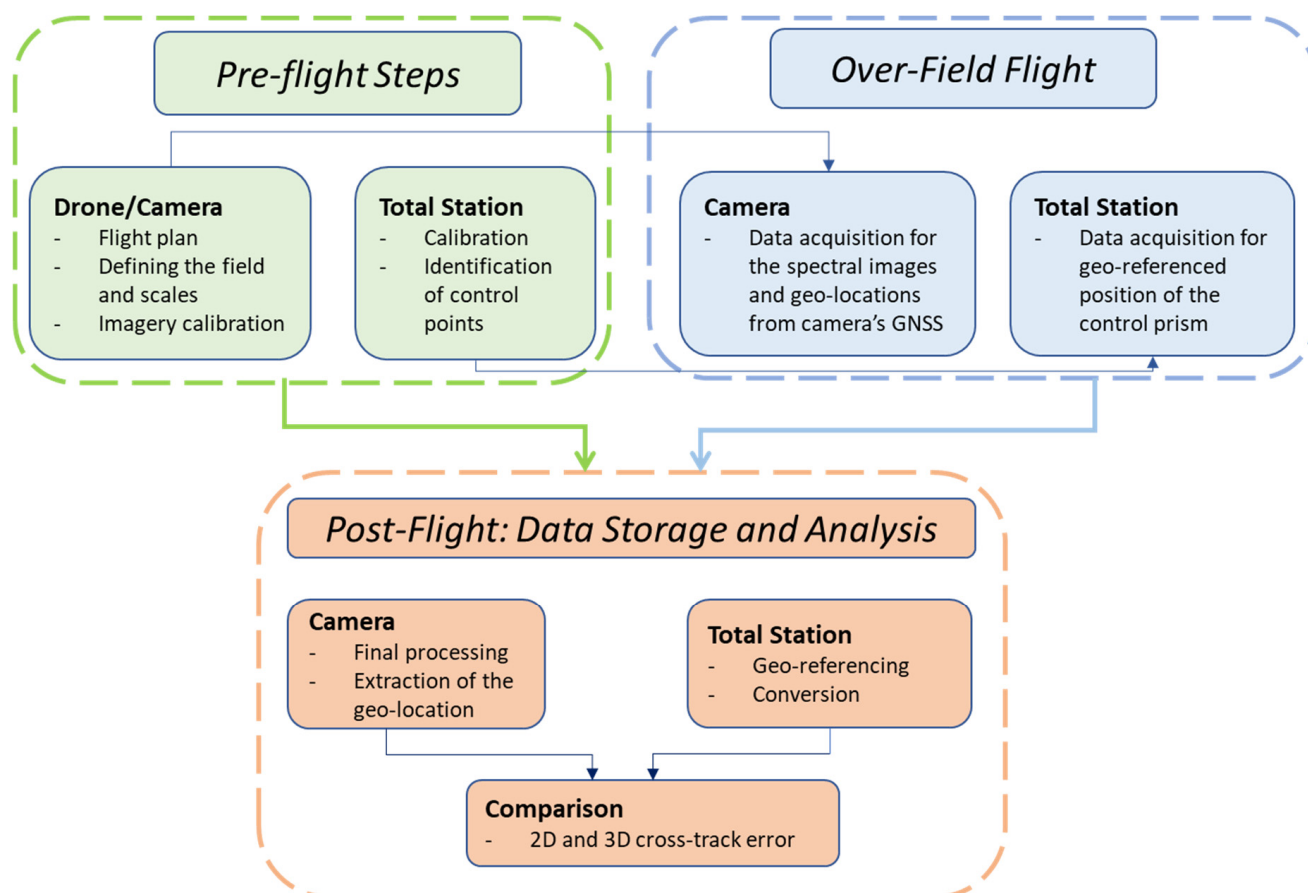 Pre-flight Steps
Drone/Camera
- Flight plan
- Defining the field
and scales
- Imagery calibration
Total Station
- Calibration
- Identification
of control
points
Over-Field Flight
Camera
- Data acquisition for
the spectral images
and geo-locations
from camera's GNSS
Total Station
- Data acquisition for
geo-referenced
position of the
control prism
Post-Flight: Data Storage and Analysis
Camera
- Final processing
- Extraction of the
geo-location
Total Station
- Geo-referencing
- Conversion
Comparison
- 2D and 3D cross-track error